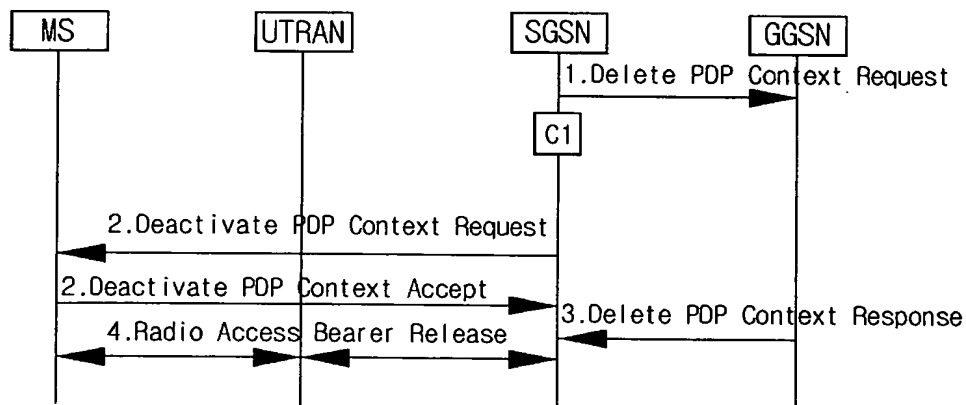 MS
UTRAN
SGSN
GGSN
1.Delete PDP Context Request
C1
2.Deactivate PDP Context Request
2.Deactivate PDP Context Accept
3.Delete PDP Context Response
4.Radio Access Bearer Release